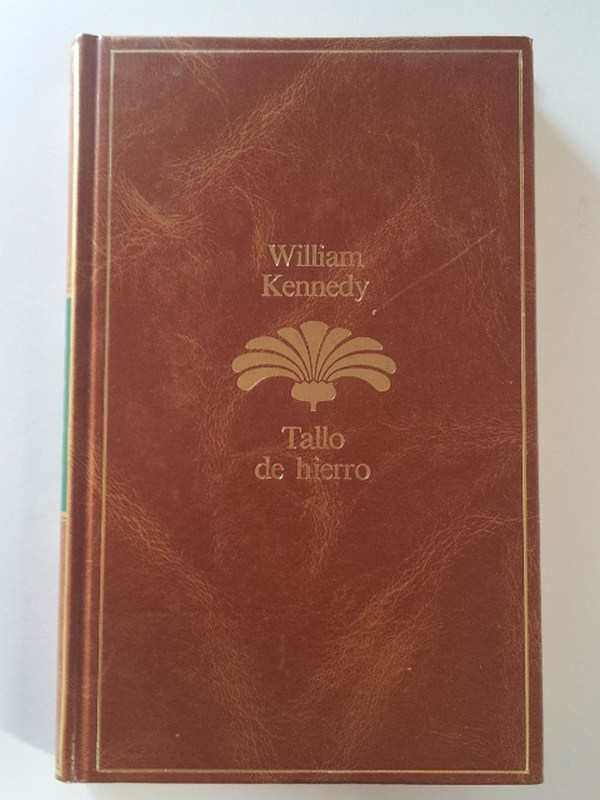 William
Kennedy
Tallo
de hierro